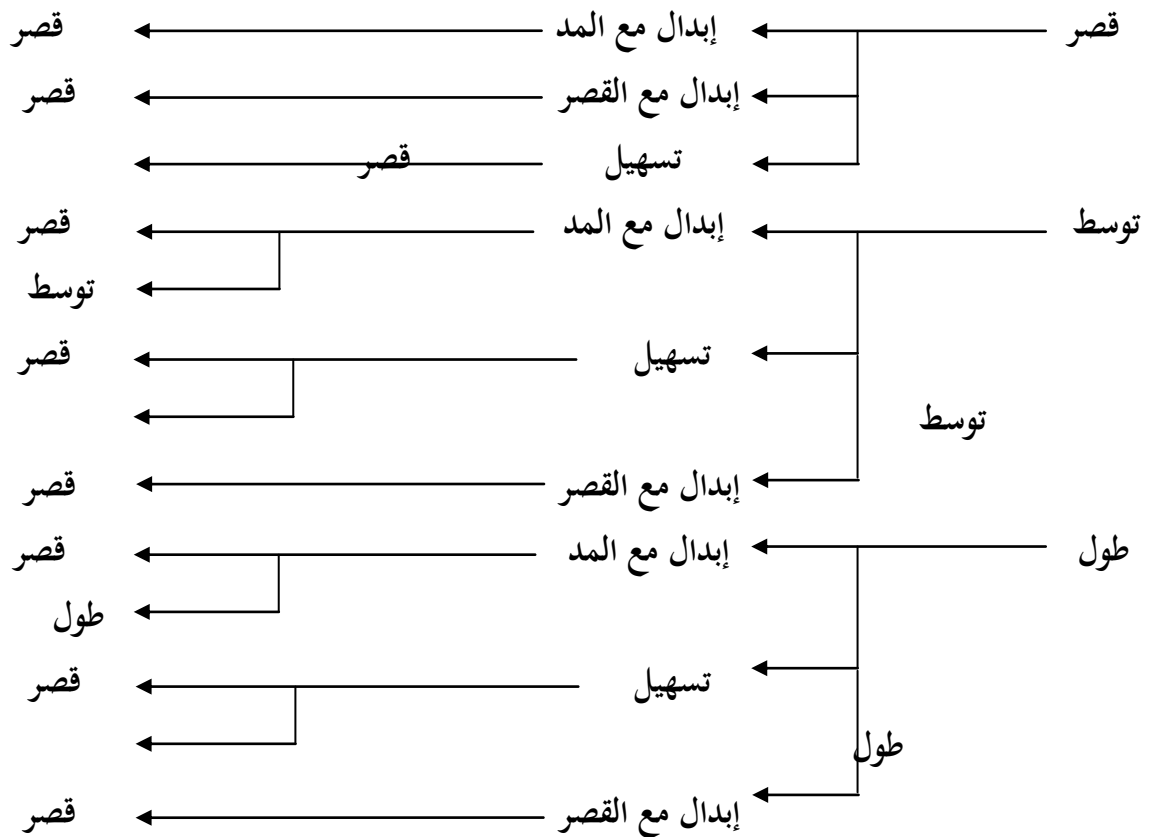 قصر إبدال مع المد قصر
إبدال مع القصر قصر
تسهيل قصر
توسط إبدال مع المد قصر
توسط
تسهيل قصر
توسط
إبدال مع القصر قصر
طول إبدال مع المد قصر
طول
تسهيل قصر
طول
إبدال مع القصر قصر